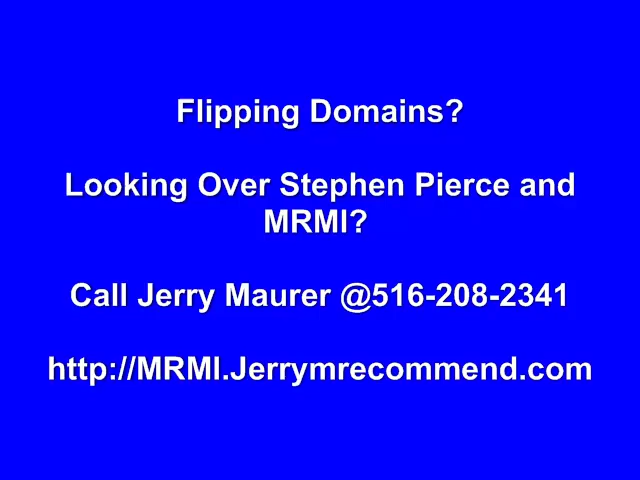 Flipping Domains?
Looking Over Stephen Pierce and
MRMI?
Call Jerry Maurer @516-208-2341
http://MRMI.Jerrymrecommend.com